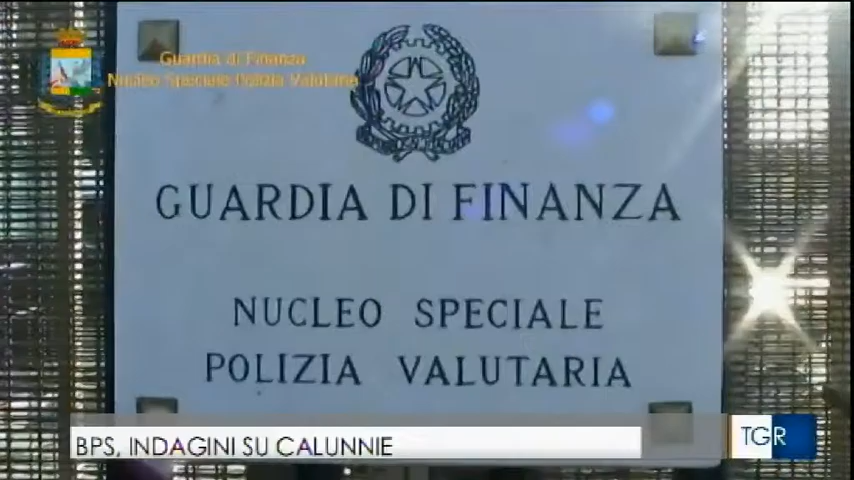 Guardia di Finanza
Nucleo Speciale Polizia Valutaria
GUARDIA DI FINANZA
NUCLEO SPECIALE
POLIZIA VALUTARIA
BPS, INDAGINI SU CALUNNIE
TGR